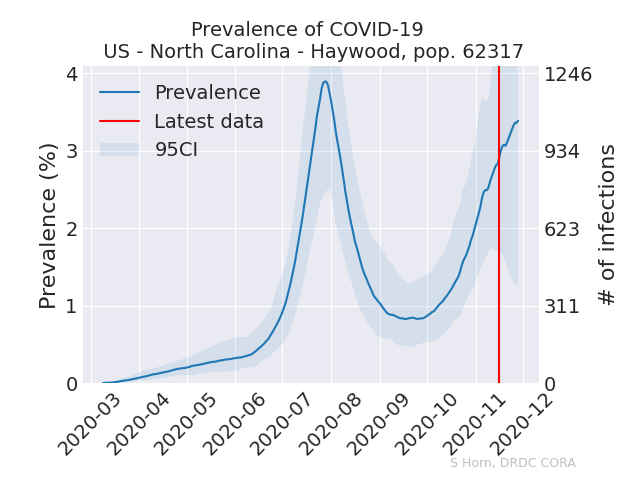 Prevalence of COVID-19
US - North Carolina - Haywood, pop. 62317
Prevalence
Latest data
95CI
Prevalence (%)
4
3
2
1
0
1246
934
623
311
0
# of infections
2020-03
2020-04
2020-05
2020-06
2020-07
2020-08
2020-09
2020-10
2020-11
2020-12
S Horn, DRDC CORA